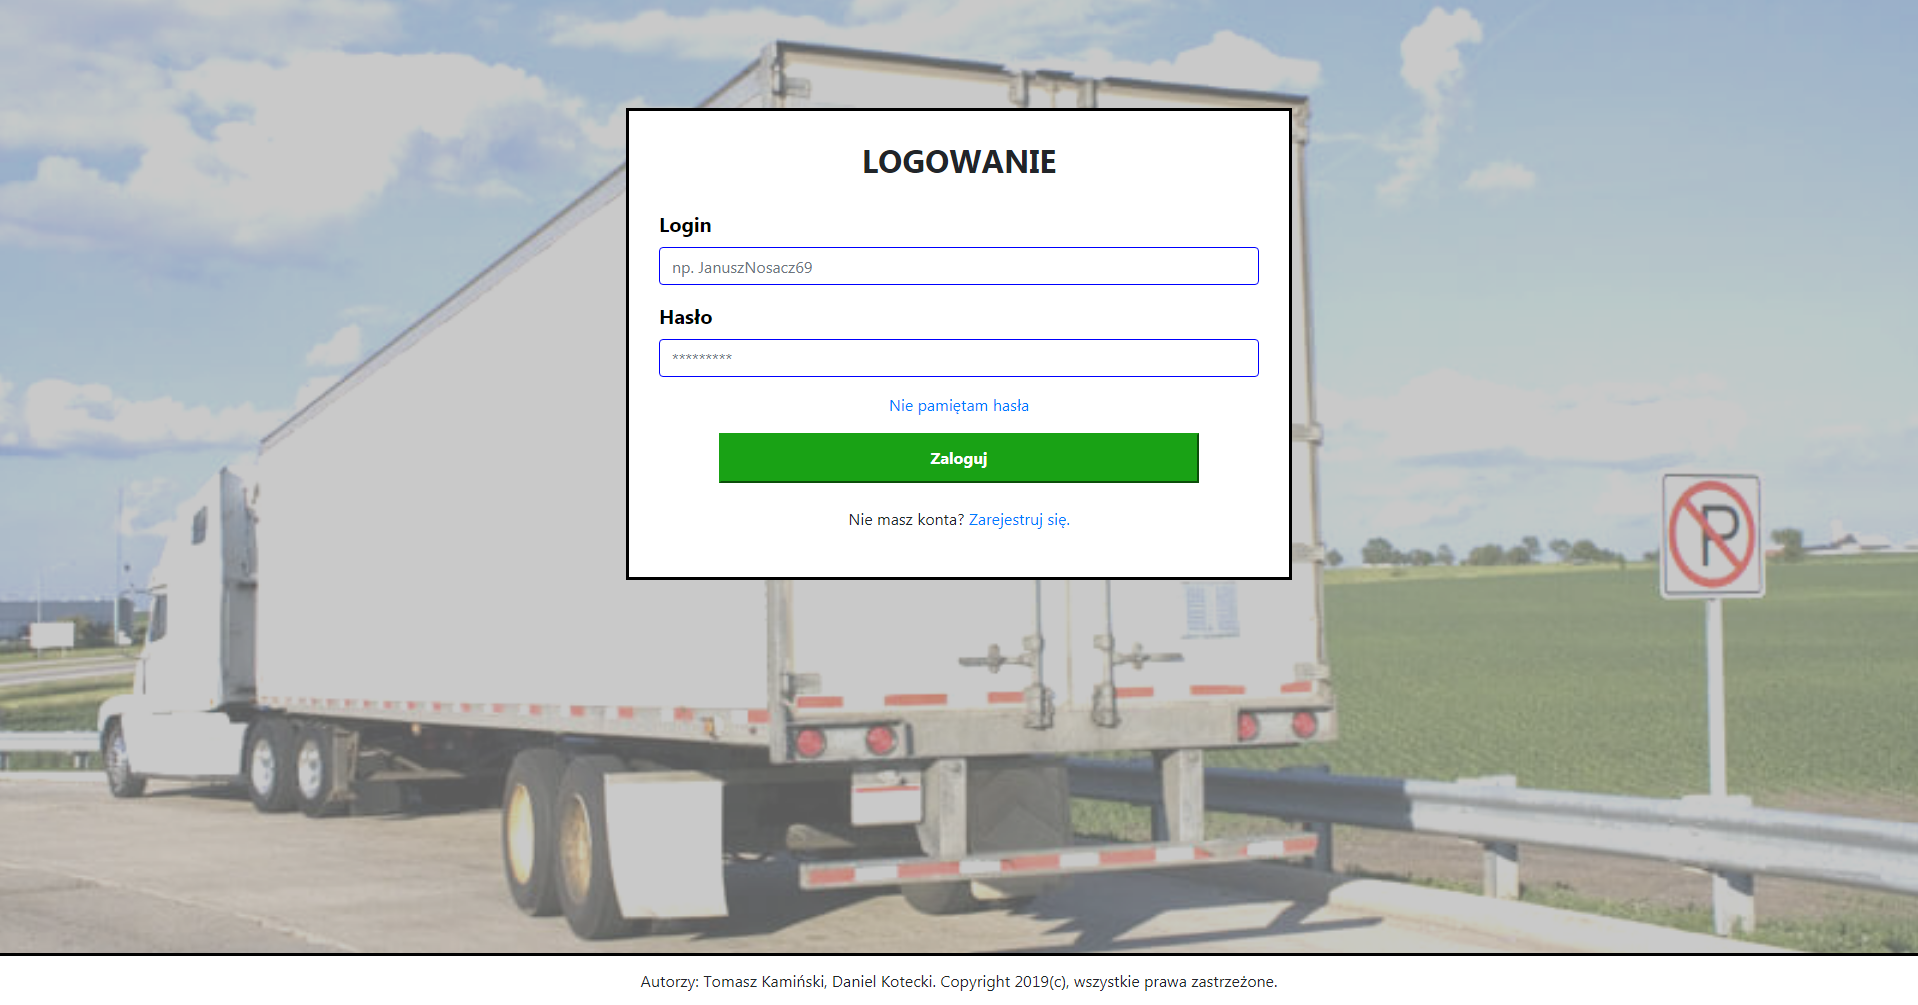 LOGOWANIE
Login
np. JanuszNosacz69
Hasło
*********
Nie pamiętam hasła
Zaloguj
Nie masz konta? Zarejestruj się.
P
Autorzy: Tomasz Kamiński, Daniel Kotecki. Copyright 2019(c), wszystkie prawa zastrzeżone.